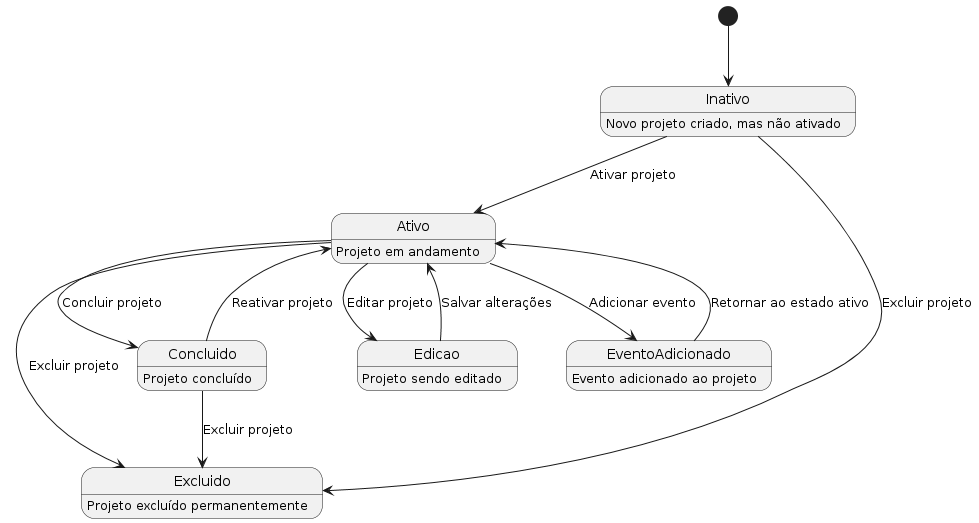 Inativo
Novo projeto criado, mas não ativado
Ativar projeto
Ativo
Projeto em andamento
Concluir projeto
Reativar projeto
Editar projeto
Salvar alterações
Adicionar evento
Retornar ao estado ativo
Excluir projeto
Concluido
Projeto concluído
Edicao
Projeto sendo editado
EventoAdicionado
Evento adicionado ao projeto
Excluir projeto
Excluir projeto
Excluido
Projeto excluído permanentemente